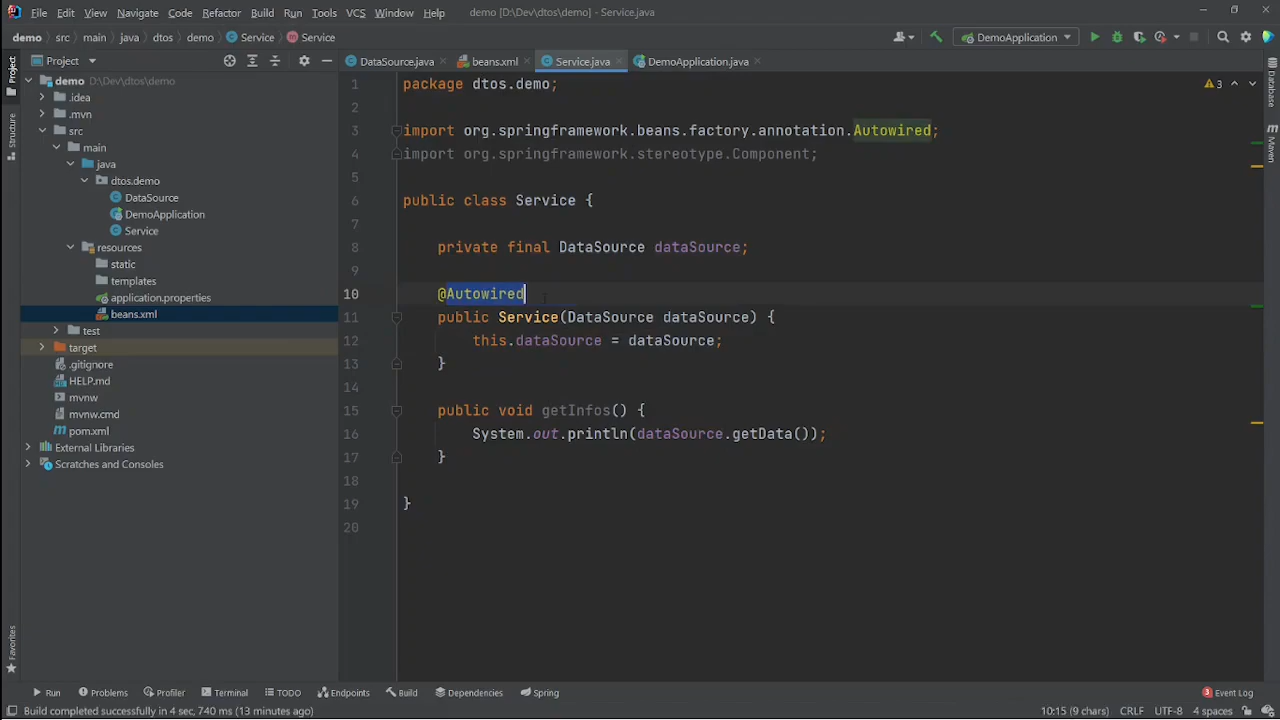 File Edit View Navigate Code Refactor Build Run Tools VCS Window Help demo [D:\Dev\dtos\demo] - Service.java
demo src main java dtos demo Service Service DemoApplication
Project DataSource.java beans.xml Service.java DemoApplication.java
demo D:\Dev\dtos\demo
.idea
.mvn
src
main
java
dtos.demo
DataSource
DemoApplication
Service
resources
static
templates
application.properties
beans.xml
test
target
.gitignore
HELP.md
mvnw
mvnw.cmd
pom.xml
External Libraries
Scratches and Consoles
1 package dtos.demo;
2
3 import org.springframework.beans.factory.annotation.Autowired;
4 import org.springframework.stereotype.Component;
5
6 public class Service {
7
8 private final DataSource dataSource;
9
10 @Autowired
11 public Service(DataSource dataSource) {
12 this.dataSource = dataSource;
13 }
14
15 public void getInfos() {
16 System.out.println(dataSource.getData());
17 }
18
19 }
20
3
Project
Structure
Favorites
Database
Maven
Run Problems Profiler Terminal TODO Endpoints Build Dependencies Spring 3 Event Log
Build completed successfully in 4 sec, 740 ms (13 minutes ago) 10:15 (9 chars) CRLF UTF-8 4 spaces